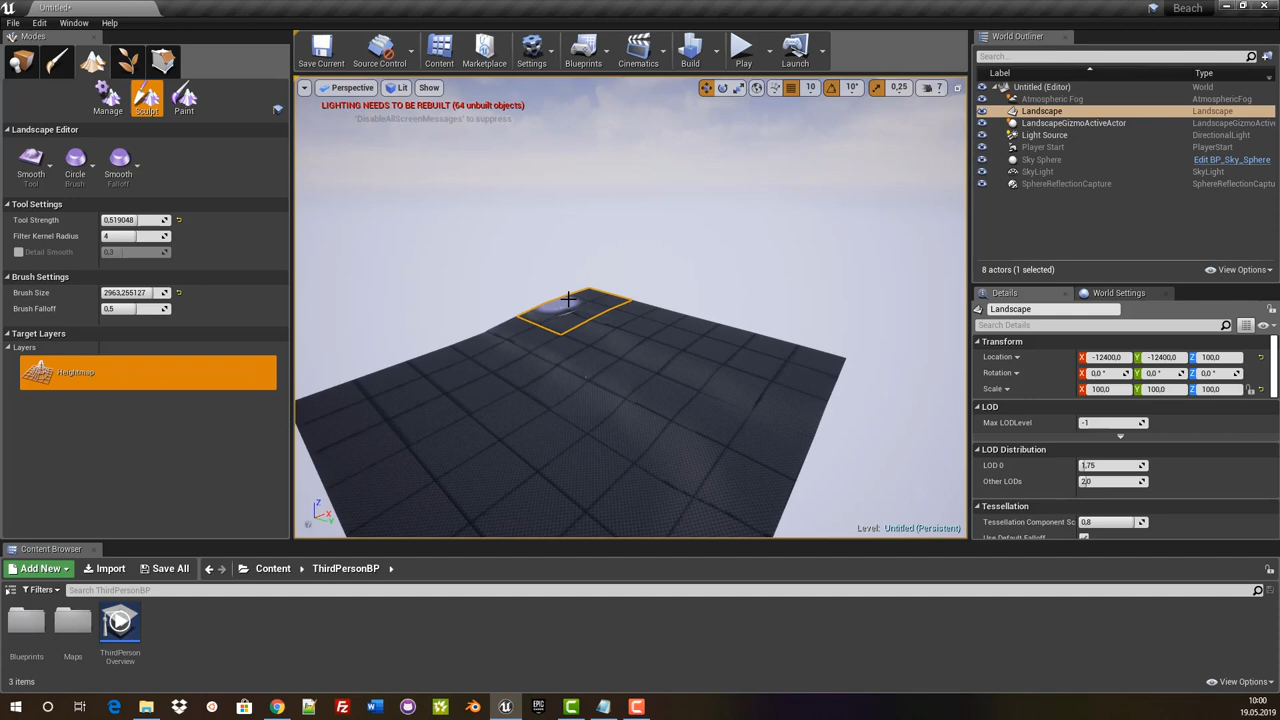 Untitled*
Beach
File Edit Window Help
Modes
Manage Sculpt Paint
Landscape Editor
Smooth Circle Smooth
Tool Brush Falloff
Tool Settings
Tool Strength 0,519048
Filter Kernel Radius 4
Detail Smooth 0,3
Brush Settings
Brush Size 2963,255127
Brush Falloff 0,5
Target Layers
Layers
Heightmap
Save Current Source Control Content Marketplace Settings Blueprints Cinematics Build Play Launch
Perspective Lit Show 10 10° 0,25 7
LIGHTING NEEDS TO BE REBUILT (64 unbuilt objects)
'DisableAllScreenMessages' to suppress
Z
X
Y
Level: Untitled (Persistent)
World Outliner
Search...
Label Type
Untitled (Editor) World
Atmospheric Fog AtmosphericFog
Landscape Landscape
LandscapeGizmoActiveActor LandscapeGizmoActiv
Light Source DirectionalLight
Player Start PlayerStart
Sky Sphere Edit BP_Sky_Sphere
SkyLight SkyLight
SphereReflectionCapture SphereReflectionCaptu
8 actors (1 selected) View Options
Details World Settings
Landscape
Search Details
Transform
Location X -12400,0 Y -12400,0 Z 100,0
Rotation X 0,0 ° Y 0,0 ° Z 0,0 °
Scale X 100,0 Y 100,0 Z 100,0
LOD
Max LODLevel -1
LOD Distribution
LOD 0 1,75
Other LODs 2,0
Tessellation
Tessellation Component Sc 0,8
Use Default Falloff
Content Browser
Add New Import Save All Content ThirdPersonBP
Filters Search ThirdPersonBP
Blueprints Maps ThirdPerson
Overview
3 items View Options
10:00
19.05.2019